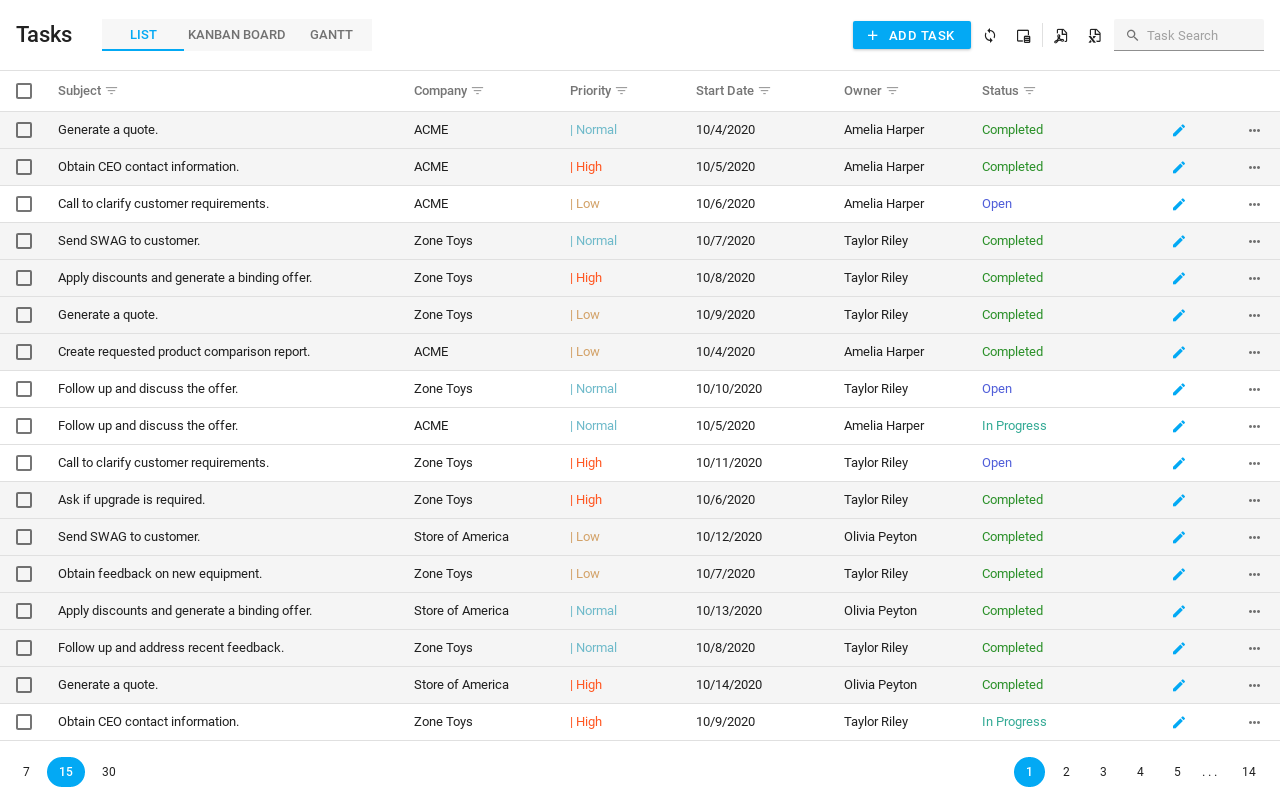 Tasks LIST KANBAN BOARD GANTT ADD TASK Task Search
Subject Company Priority Start Date Owner Status
Generate a quote. ACME | Normal 10/4/2020 Amelia Harper Completed
Obtain CEO contact information. ACME | High 10/5/2020 Amelia Harper Completed
Call to clarify customer requirements. ACME | Low 10/6/2020 Amelia Harper Open
Send SWAG to customer. Zone Toys | Normal 10/7/2020 Taylor Riley Completed
Apply discounts and generate a binding offer. Zone Toys | High 10/8/2020 Taylor Riley Completed
Generate a quote. Zone Toys | Low 10/9/2020 Taylor Riley Completed
Create requested product comparison report. ACME | Low 10/4/2020 Amelia Harper Completed
Follow up and discuss the offer. Zone Toys | Normal 10/10/2020 Taylor Riley Open
Follow up and discuss the offer. ACME | Normal 10/5/2020 Amelia Harper In Progress
Call to clarify customer requirements. Zone Toys | High 10/11/2020 Taylor Riley Open
Ask if upgrade is required. Zone Toys | High 10/6/2020 Taylor Riley Completed
Send SWAG to customer. Store of America | Low 10/12/2020 Olivia Peyton Completed
Obtain feedback on new equipment. Zone Toys | Low 10/7/2020 Taylor Riley Completed
Apply discounts and generate a binding offer. Store of America | Normal 10/13/2020 Olivia Peyton Completed
Follow up and address recent feedback. Zone Toys | Normal 10/8/2020 Taylor Riley Completed
Generate a quote. Store of America | High 10/14/2020 Olivia Peyton Completed
Obtain CEO contact information. Zone Toys | High 10/9/2020 Taylor Riley In Progress
7 15 30 1 2 3 4 5 . . . 14